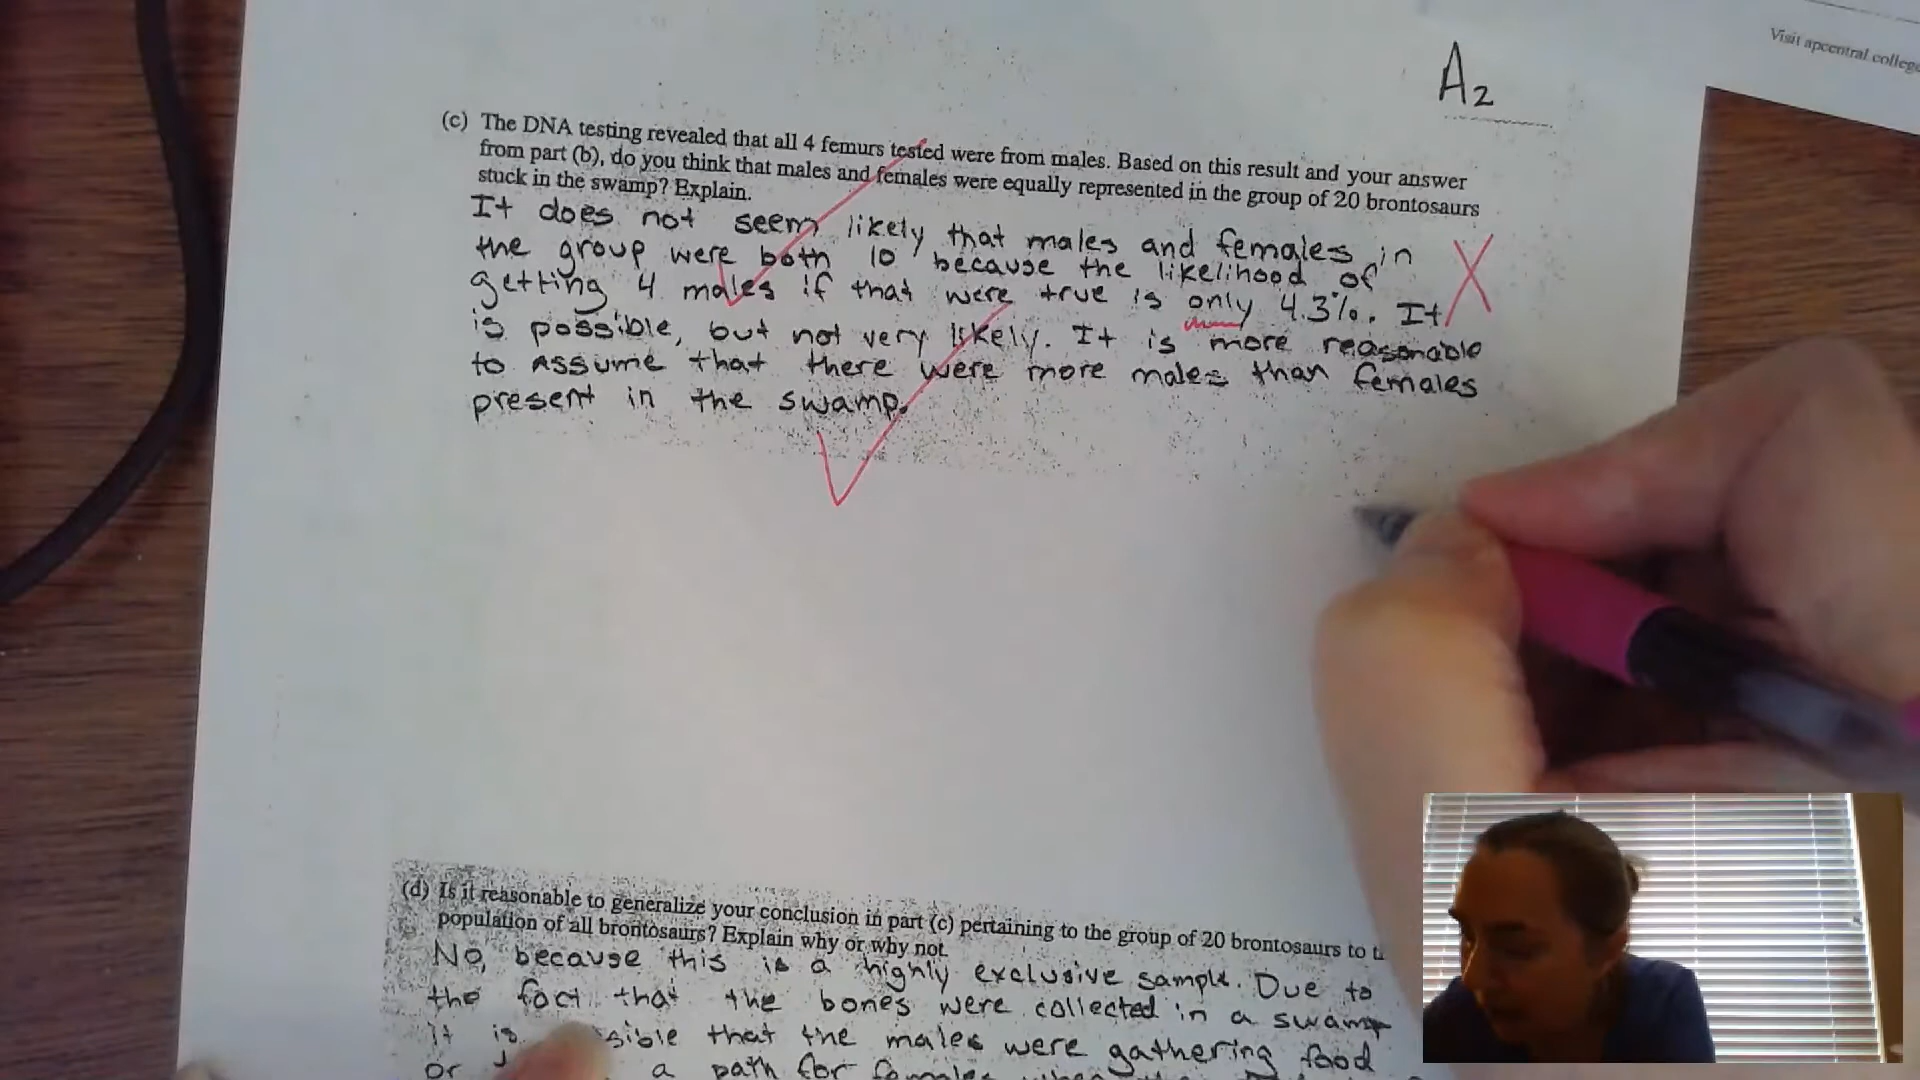 Visit apcentral.college
A2
(c) The DNA testing revealed that all 4 femurs tested were from males. Based on this result and your answer
from part (b), do you think that males and females were equally represented in the group of 20 brontosaurs
stuck in the swamp? Explain.
It does not seem likely that males and females in
the group were both 10 because the likelihood of
getting 4 males if that were true is only 4.3%. It
is possible, but not very likely. It is more reasonable
to assume that there were more males than females
present in the swamp.
(d) Is it reasonable to generalize your conclusion in part (c) pertaining to the group of 20 brontosaurs to
population of all brontosaurs? Explain why or why not.
No, because this is a highly exclusive sample. Due to
the fact that the bones were collected in a swamp
it is sible that the males were gathering food
or a path for females